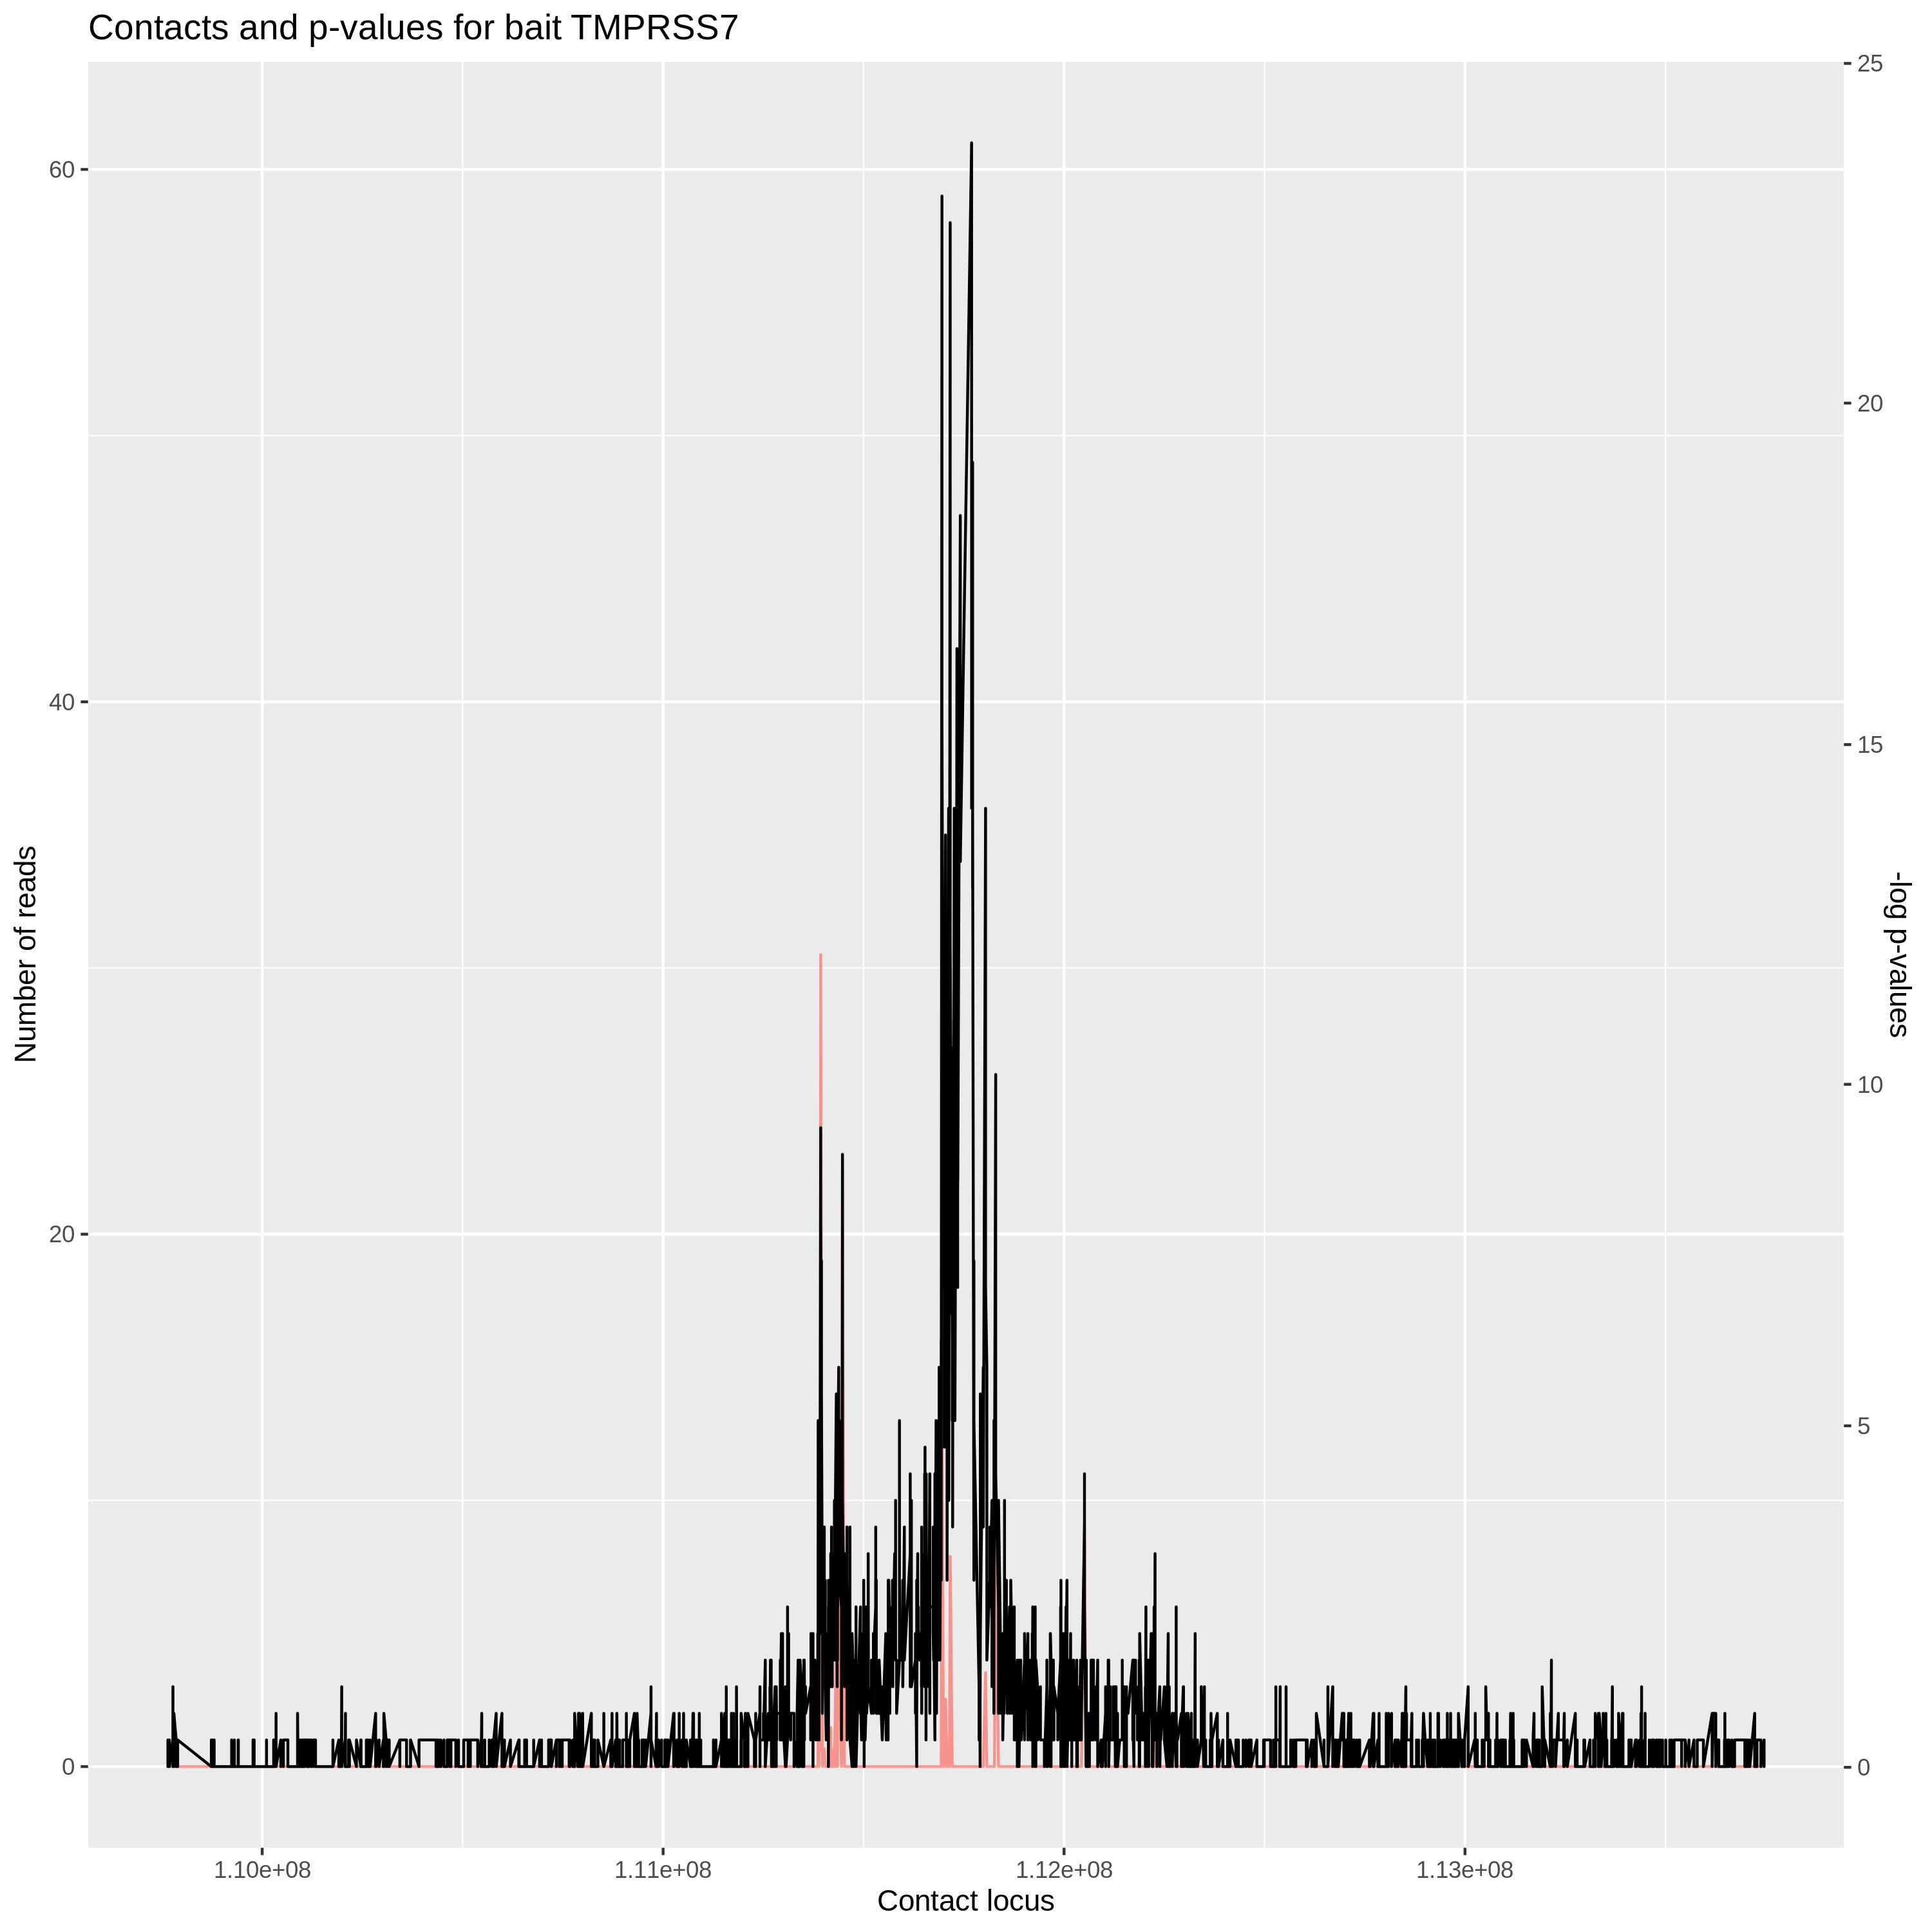 Contacts and p-values for bait TMPRSS7
25
60
20
40
15
Number of reads
-log p-values
10
20
5
0
0
1.10e+08
1.11e+08
1.12e+08
1.13e+08
Contact locus